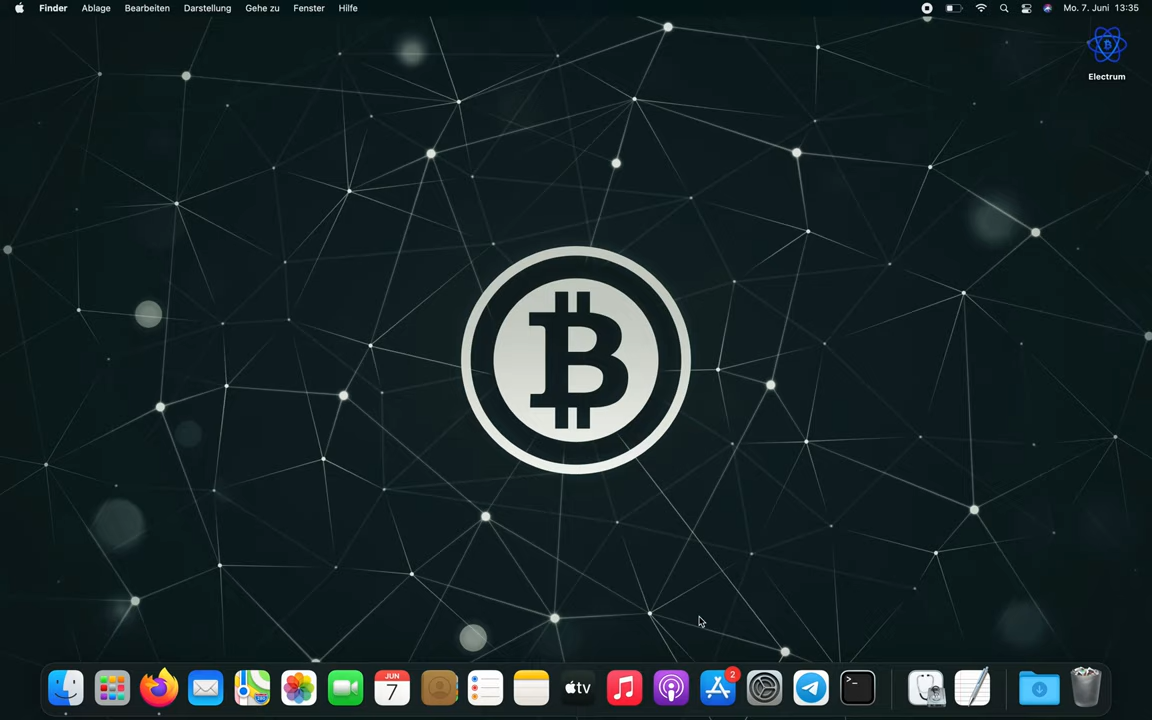 Finder Ablage Bearbeiten Darstellung Gehe zu Fenster Hilfe Mo. 7. Juni 13:35
Electrum
JUN
7
tv
2
>_